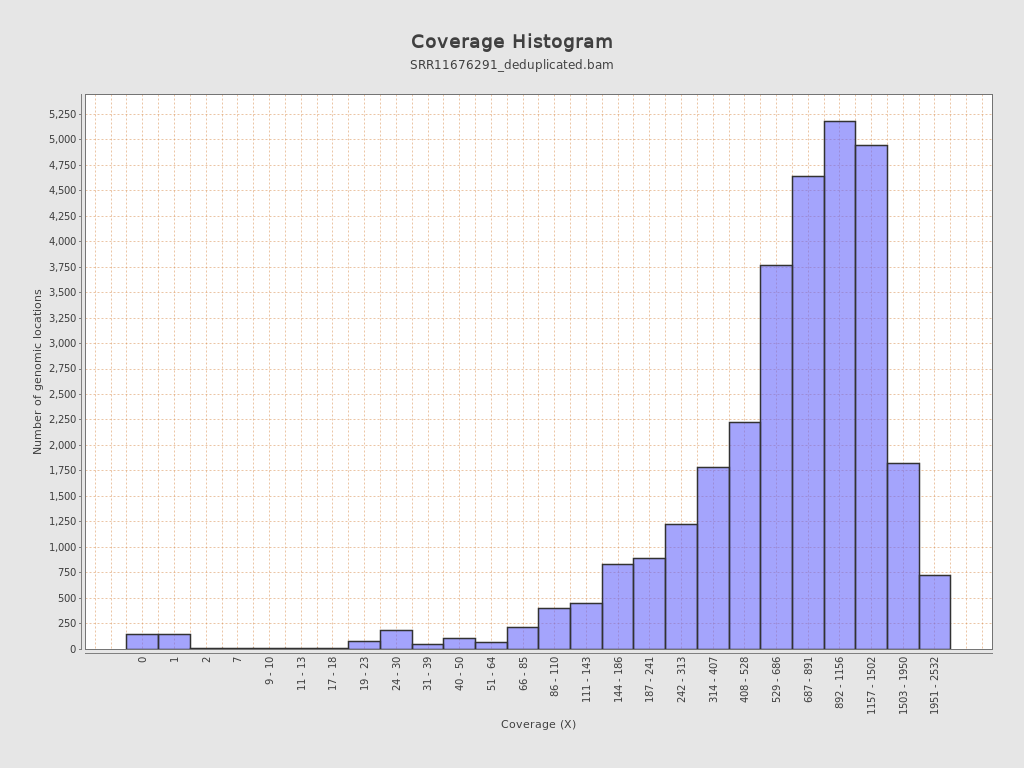 Coverage Histogram
SRR11676291_deduplicated.bam
Number of genomic locations
5,250
5,000
4,750
4,500
4,250
4,000
3,750
3,500
3,250
3,000
2,750
2,500
2,250
2,000
1,750
1,500
1,250
1,000
750
500
250
0
0
1
2
7
9 - 10
11 - 13
17 - 18
19 - 23
24 - 30
31 - 39
40 - 50
51 - 64
66 - 85
86 - 110
111 - 143
144 - 186
187 - 241
242 - 313
314 - 407
408 - 528
529 - 686
687 - 891
892 - 1156
1157 - 1502
1503 - 1950
1951 - 2532
Coverage (X)